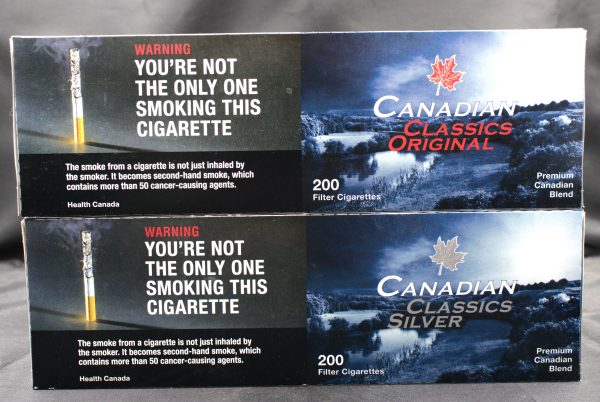 WARNING
YOU'RE NOT
THE ONLY ONE
SMOKING THIS
CIGARETTE
The smoke from a cigarette is not just inhaled by
the smoker. It becomes second-hand smoke, which
contains more than 50 cancer-causing agents.
Health Canada
CANADIAN
CLASSICS
ORIGINAL
200
Filter Cigarettes
Premium
Canadian
Blend
WARNING
YOU'RE NOT
THE ONLY ONE
SMOKING THIS
CIGARETTE
The smoke from a cigarette is not just inhaled by
the smoker. It becomes second-hand smoke, which
contains more than 50 cancer-causing agents.
Health Canada
CANADIAN
CLASSICS
SILVER
200
Filter Cigarettes
Premium
Canadian
Blend